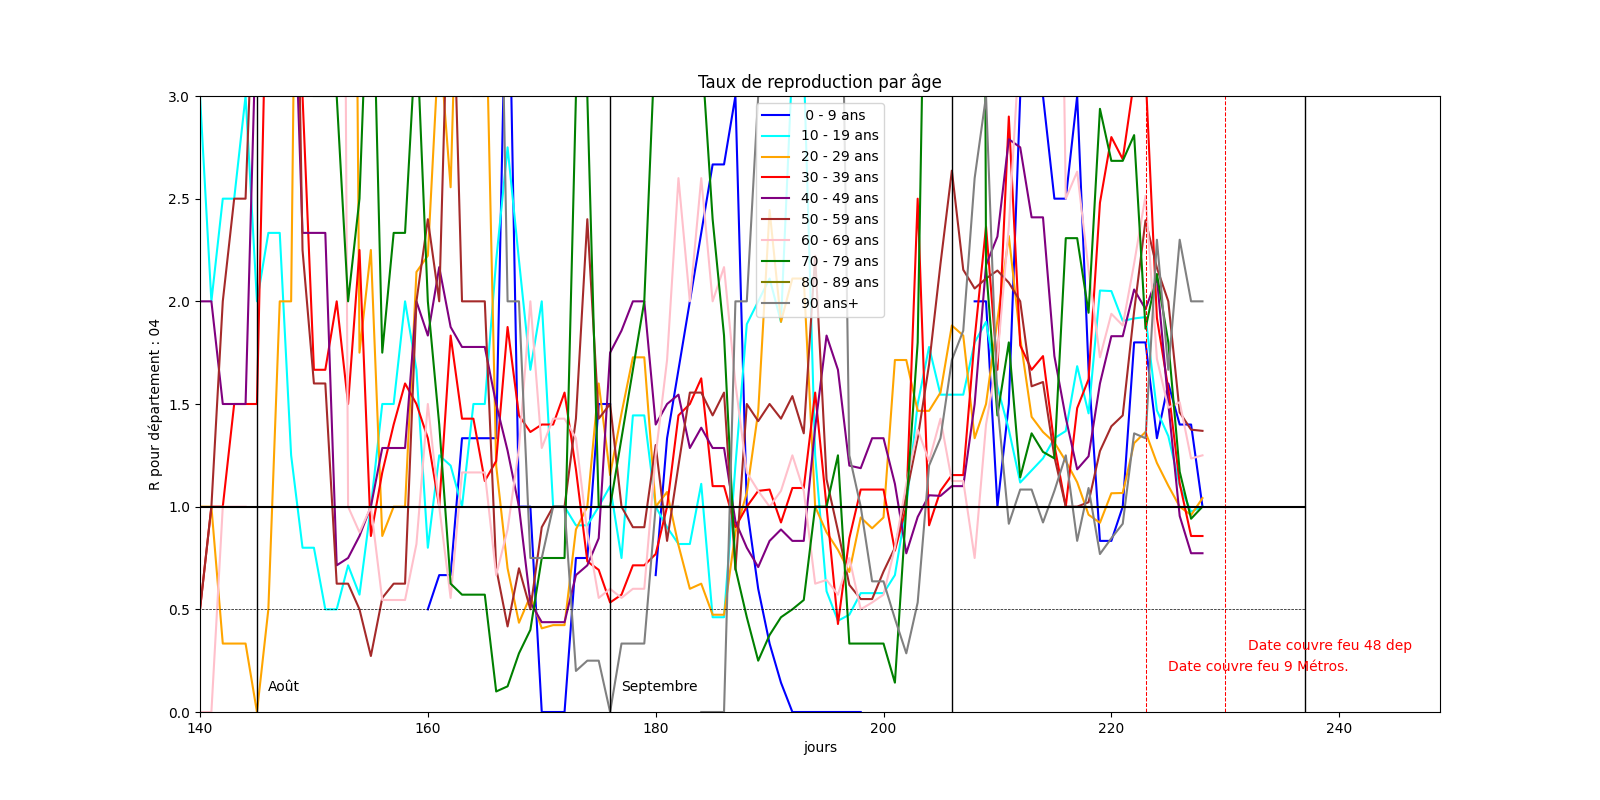 Taux de reproduction par âge
3.0
2.5
2.0
1.5
1.0
0.5
0.0
R pour département : 04
0 - 9 ans
10 - 19 ans
20 - 29 ans
30 - 39 ans
40 - 49 ans
50 - 59 ans
60 - 69 ans
70 - 79 ans
80 - 89 ans
90 ans+
Date couvre feu 48 dep
Date couvre feu 9 Métros.
Août
Septembre
140
160
180
200
220
240
jours